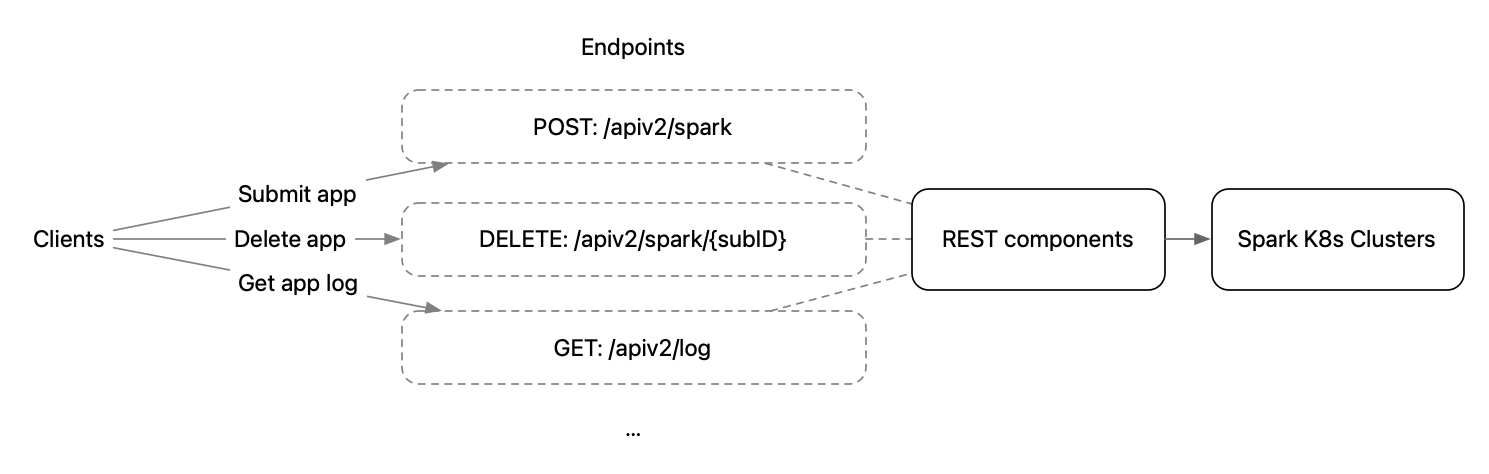 Endpoints
POST: /apiv2/spark
Submit app
Clients
Delete app
DELETE: /apiv2/spark/{subID}
REST components
Spark K8s Clusters
Get app log
GET: /apiv2/log
...